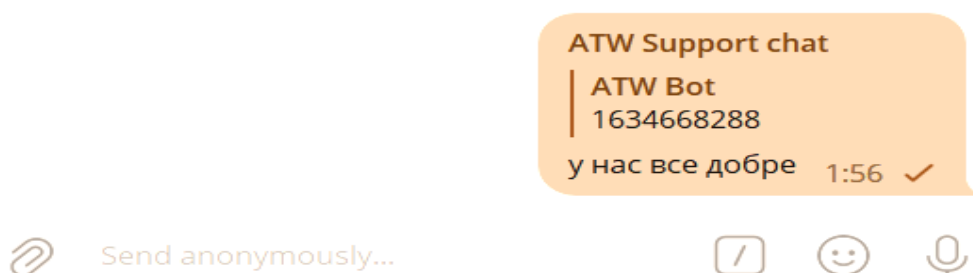 ATW Support chat
ATW Bot
1634668288
у нас все добре 1:56
Send anonymously...